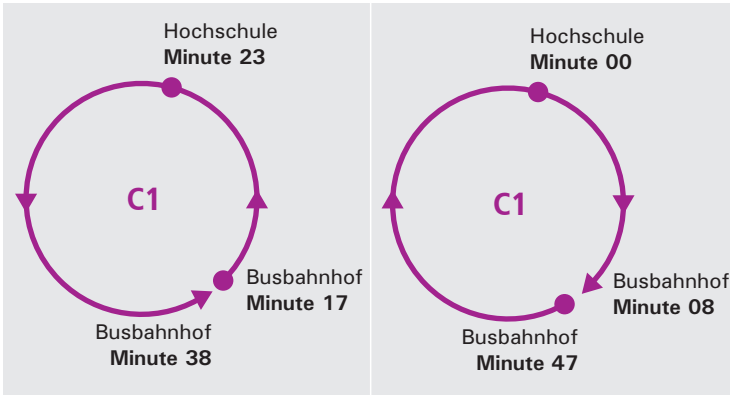 Hochschule
Minute 23
C1
Busbahnhof
Minute 17
Busbahnhof
Minute 38
Hochschule
Minute 00
C1
Busbahnhof
Minute 08
Busbahnhof
Minute 47